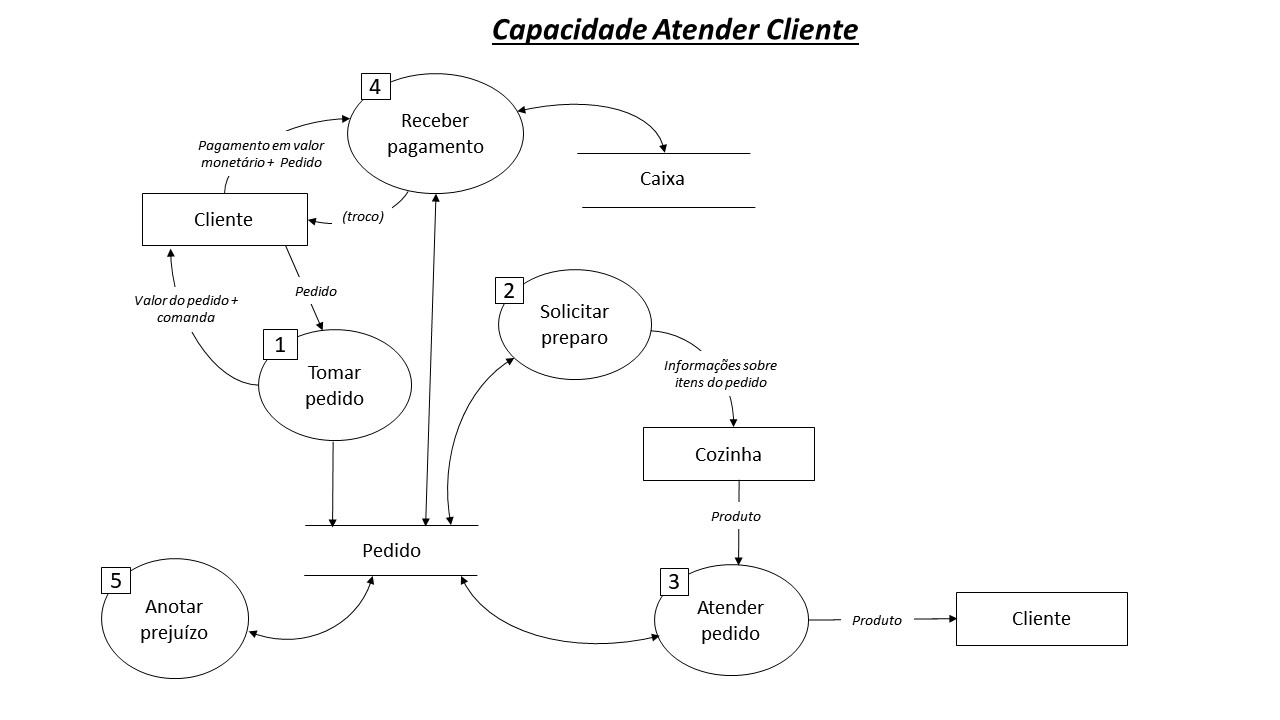 Capacidade Atender Cliente
4
Receber
pagamento
Pagamento em valor
monetário + Pedido
Caixa
Cliente
(troco)
Pedido
Valor do pedido +
comanda
2
Solicitar
preparo
1
Tomar
pedido
Informações sobre
itens do pedido
Cozinha
Produto
Pedido
5
Anotar
prejuízo
3
Atender
pedido
Produto
Cliente